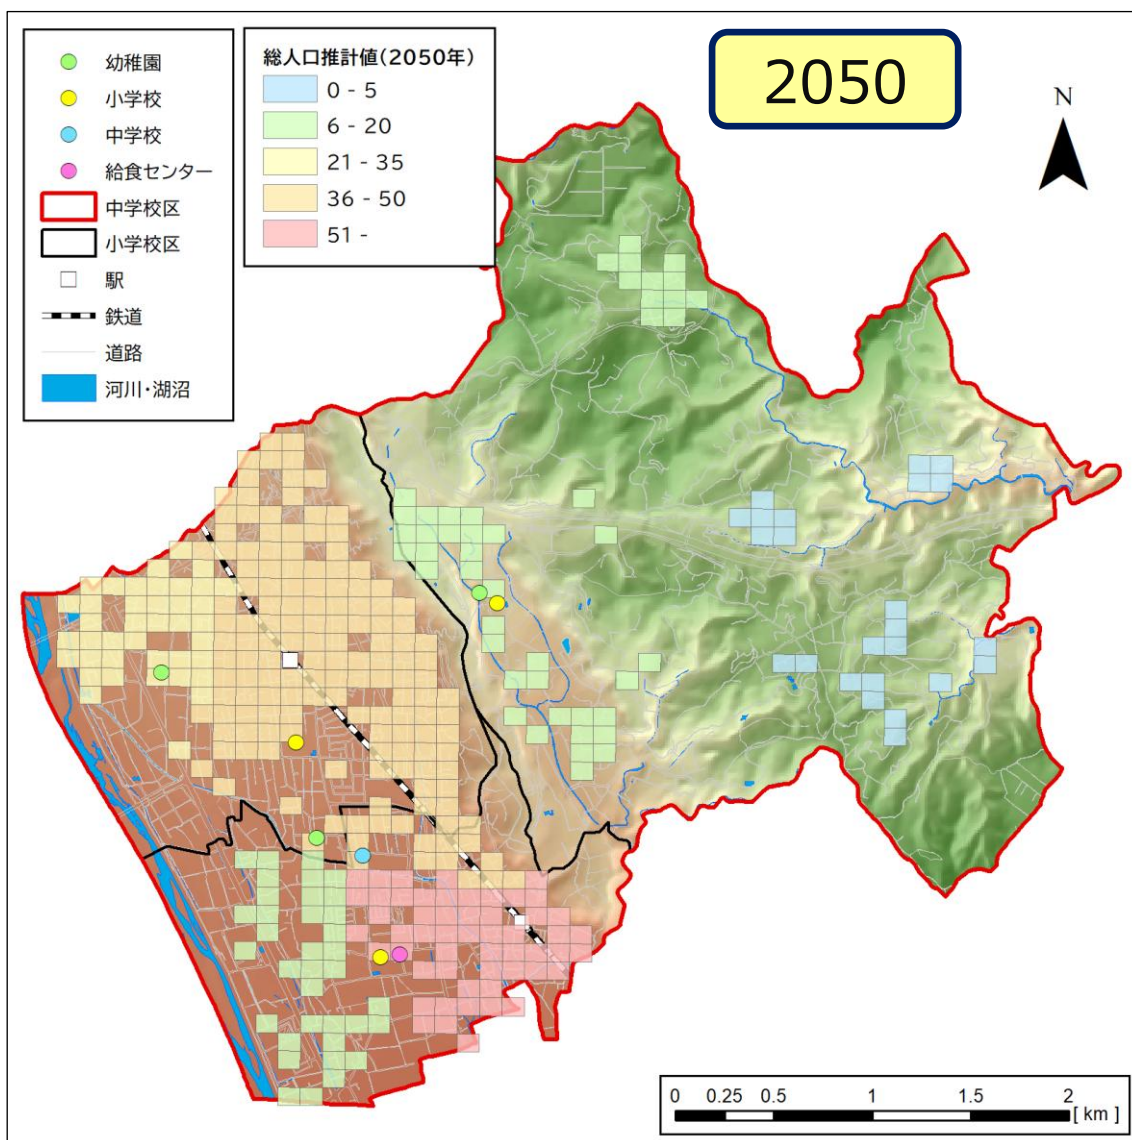 幼稚園
小学校
中学校
給食センター
中学校区
小学校区
駅
鉄道
道路
河川・湖沼
総人口推計値(2050年)
0 - 5
6 - 20
21 - 35
36 - 50
51 -
2050
N
0 0.25 0.5 1 1.5 2
[ km ]